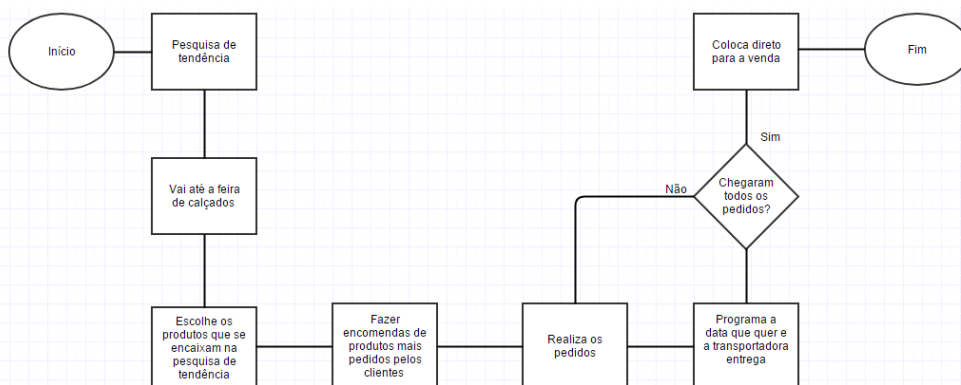 Início
Pesquisa de
tendência
Vai até a feira
de calçados
Escolhe os
produtos que se
encaixam na
pesquisa de
tendência
Fazer
encomendas de
produtos mais
pedidos pelos
clientes
Realiza os
pedidos
Programa a
data que quer e
a transportadora
entrega
Chegaram
todos os
pedidos?
Não
Sim
Coloca direto
para a venda
Fim